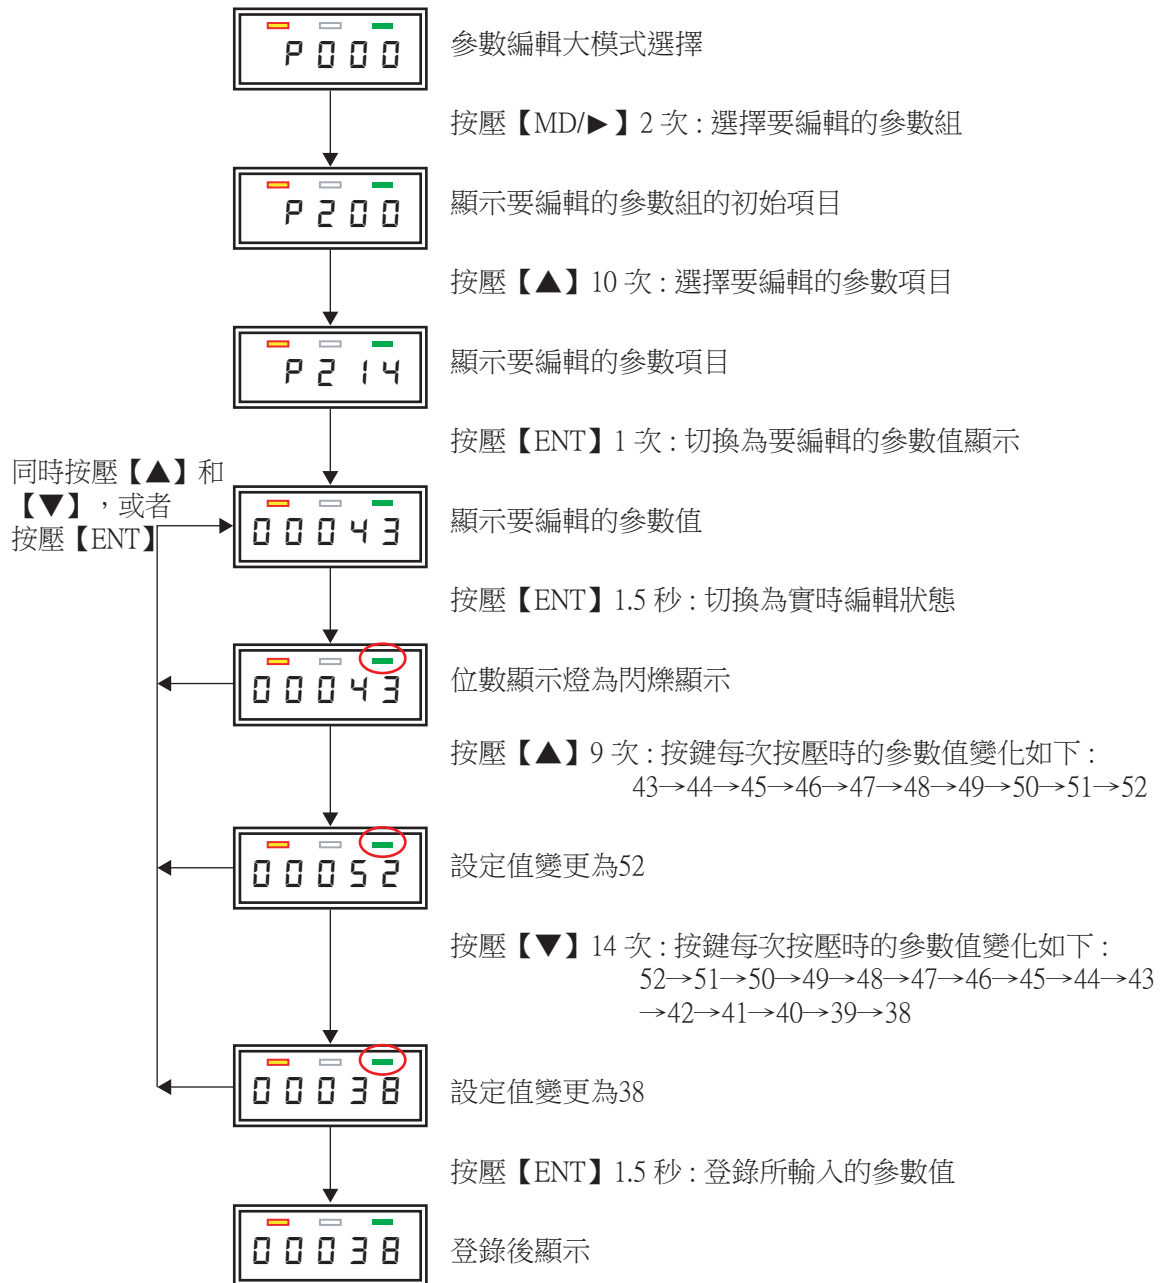 P000
參數編輯大模式選擇
按壓【MD/▶】2 次 : 選擇要編輯的參數組
P200
顯示要編輯的參數組的初始項目
按壓【▲】10 次 : 選擇要編輯的參數項目
P214
顯示要編輯的參數項目
按壓【ENT】1 次 : 切換為要編輯的參數值顯示
同時按壓【▲】和
【▼】，或者
按壓【ENT】
00043
顯示要編輯的參數值
按壓【ENT】1.5 秒 : 切換為實時編輯狀態
00043
位數顯示燈為閃爍顯示
按壓【▲】9 次 : 按鍵每次按壓時的參數值變化如下 :
43→44→45→46→47→48→49→50→51→52
00052
設定值變更為52
按壓【▼】14 次 : 按鍵每次按壓時的參數值變化如下 :
52→51→50→49→48→47→46→45→44→43
→42→41→40→39→38
00038
設定值變更為38
按壓【ENT】1.5 秒 : 登錄所輸入的參數值
00038
登錄後顯示